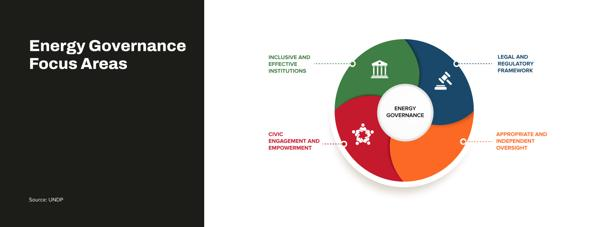 Energy Governance
Focus Areas
INCLUSIVE AND
EFFECTIVE
INSTITUTIONS
LEGAL AND
REGULATORY
FRAMEWORK
ENERGY
GOVERNANCE
CIVIC
ENGAGEMENT AND
EMPOWERMENT
APPROPRIATE AND
INDEPENDENT
OVERSIGHT
Source: UNDP